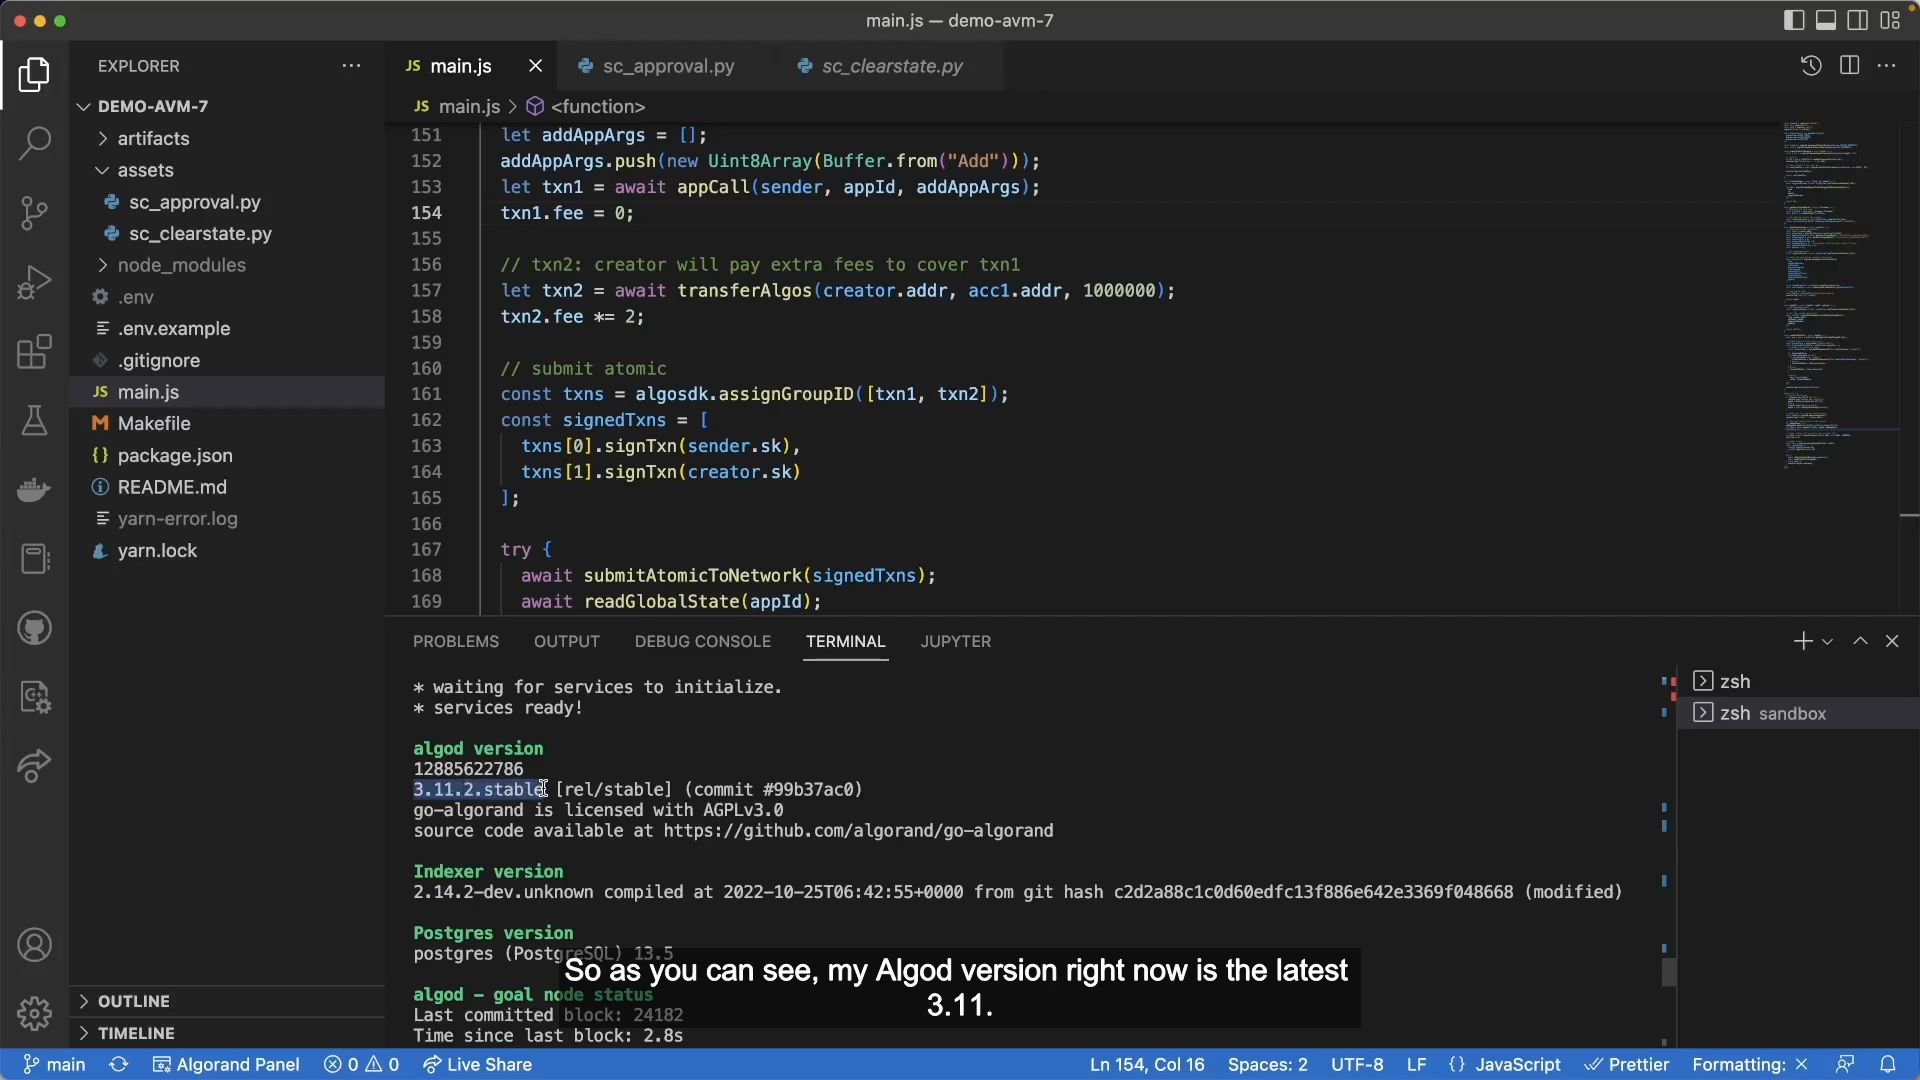 main.js — demo-avm-7
EXPLORER
DEMO-AVM-7
artifacts
assets
sc_approval.py
sc_clearstate.py
node_modules
.env
.env.example
.gitignore
JS main.js
M Makefile
{} package.json
README.md
yarn-error.log
yarn.lock
OUTLINE
TIMELINE
JS main.js
sc_approval.py
sc_clearstate.py
JS main.js > <function>
151 let addAppArgs = [];
152 addAppArgs.push(new Uint8Array(Buffer.from("Add")));
153 let txn1 = await appCall(sender, appId, addAppArgs);
154 txn1.fee = 0;
155
156 // txn2: creator will pay extra fees to cover txn1
157 let txn2 = await transferAlgos(creator.addr, acc1.addr, 1000000);
158 txn2.fee *= 2;
159
160 // submit atomic
161 const txns = algosdk.assignGroupID([txn1, txn2]);
162 const signedTxns = [
163 txns[0].signTxn(sender.sk),
164 txns[1].signTxn(creator.sk)
165 ];
166
167 try {
168 await submitAtomicToNetwork(signedTxns);
169 await readGlobalState(appId);
PROBLEMS OUTPUT DEBUG CONSOLE TERMINAL JUPYTER
* waiting for services to initialize.
* services ready!
algod version
12885622786
3.11.2.stable [rel/stable] (commit #99b37ac0)
go-algorand is licensed with AGPLv3.0
source code available at https://github.com/algorand/go-algorand
Indexer version
2.14.2-dev.unknown compiled at 2022-10-25T06:42:55+0000 from git hash c2d2a88c1c0d60edfc13f886e642e3369f048668 (modified)
Postgres version
postgres (PostgreSQL) 13.5
algod - goal node status
Last committed block: 24182
Time since last block: 2.8s
zsh
zsh sandbox
So as you can see, my Algod version right now is the latest
3.11.
main Algorand Panel 0 0 Live Share Ln 154, Col 16 Spaces: 2 UTF-8 LF {} JavaScript Prettier Formatting: ×